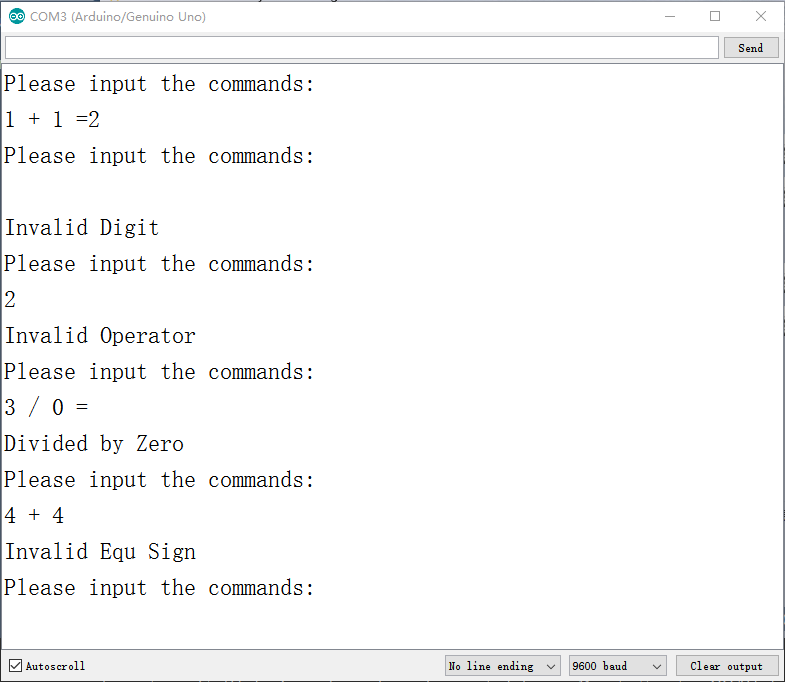 COM3 (Arduino/Genuino Uno)
Send
Please input the commands:
1 + 1 =2
Please input the commands:
Invalid Digit
Please input the commands:
2
Invalid Operator
Please input the commands:
3 / 0 =
Divided by Zero
Please input the commands:
4 + 4
Invalid Equ Sign
Please input the commands:
Autoscroll No line ending 9600 baud Clear output